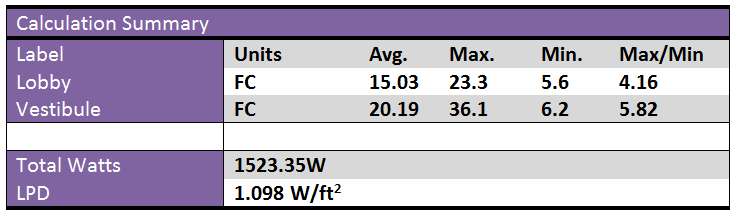 Calculation Summary
Label Units Avg. Max. Min. Max/Min
Lobby FC 15.03 23.3 5.6 4.16
Vestibule FC 20.19 36.1 6.2 5.82
Total Watts 1523.35W
LPD 1.098 W/ft²